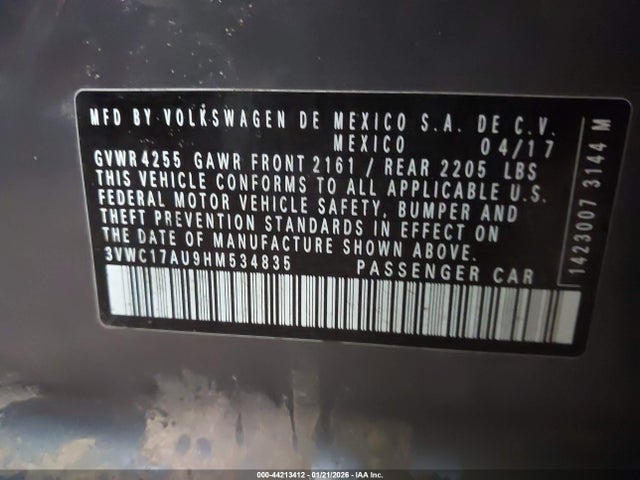 MFD BY VOLKSWAGEN DE MEXICO S.A. DE C.V.
MEXICO 04/17
GVWR 4255 GAWR FRONT 2161 / REAR 2205 LBS
THIS VEHICLE CONFORMS TO ALL APPLICABLE U.S.
FEDERAL MOTOR VEHICLE SAFETY, BUMPER AND
THEFT PREVENTION STANDARDS IN EFFECT ON
THE DATE OF MANUFACTURE SHOWN ABOVE.
3VWC17AU9HM534835 PASSENGER CAR
1423007 3144 M
000-44213412 - 01/21/2026 - IAA Inc.